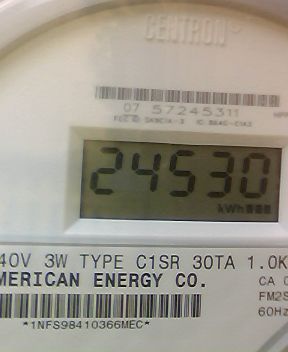 CENTRON
07 57245311
24530
kWh
40V 3W TYPE C1SR 30TA 1.0K
MERICAN ENERGY CO.
CA 0
FM2S
60Hz
*1NFS98410366MEC*